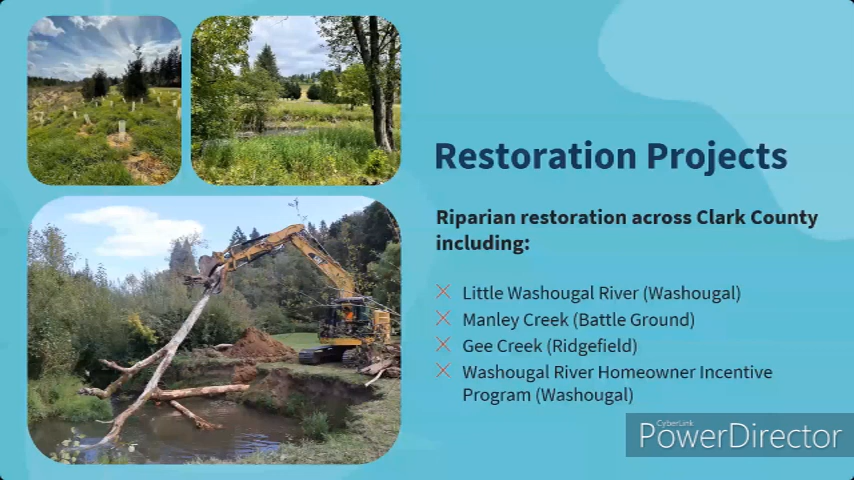 Restoration Projects
Riparian restoration across Clark County
including:
Little Washougal River (Washougal)
Manley Creek (Battle Ground)
Gee Creek (Ridgefield)
Washougal River Homeowner Incentive
Program (Washougal)
CyberLink
PowerDirector